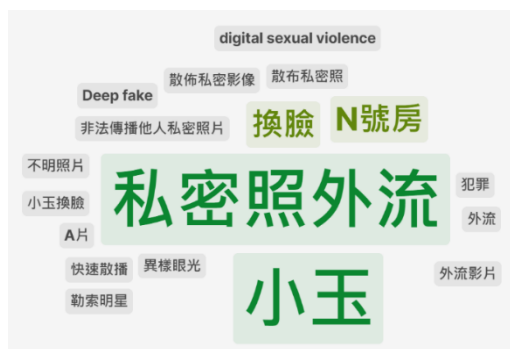 digital sexual violence
散佈私密影像
散布私密照
Deep fake
非法傳播他人私密照片
換臉
N號房
不明照片
私密照外流
犯罪
小玉換臉
外流
A片
快速散播
異樣眼光
小玉
外流影片
勒索明星